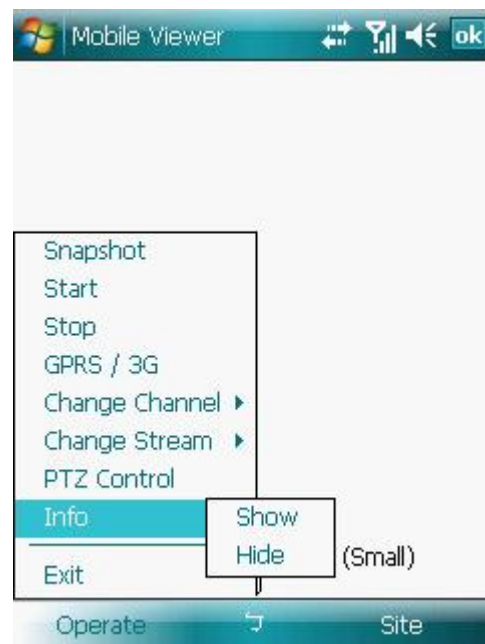 Mobile Viewer ok
Snapshot
Start
Stop
GPRS / 3G
Change Channel
Change Stream
PTZ Control
Info
Show
Hide
(Small)
Exit
Operate
Site